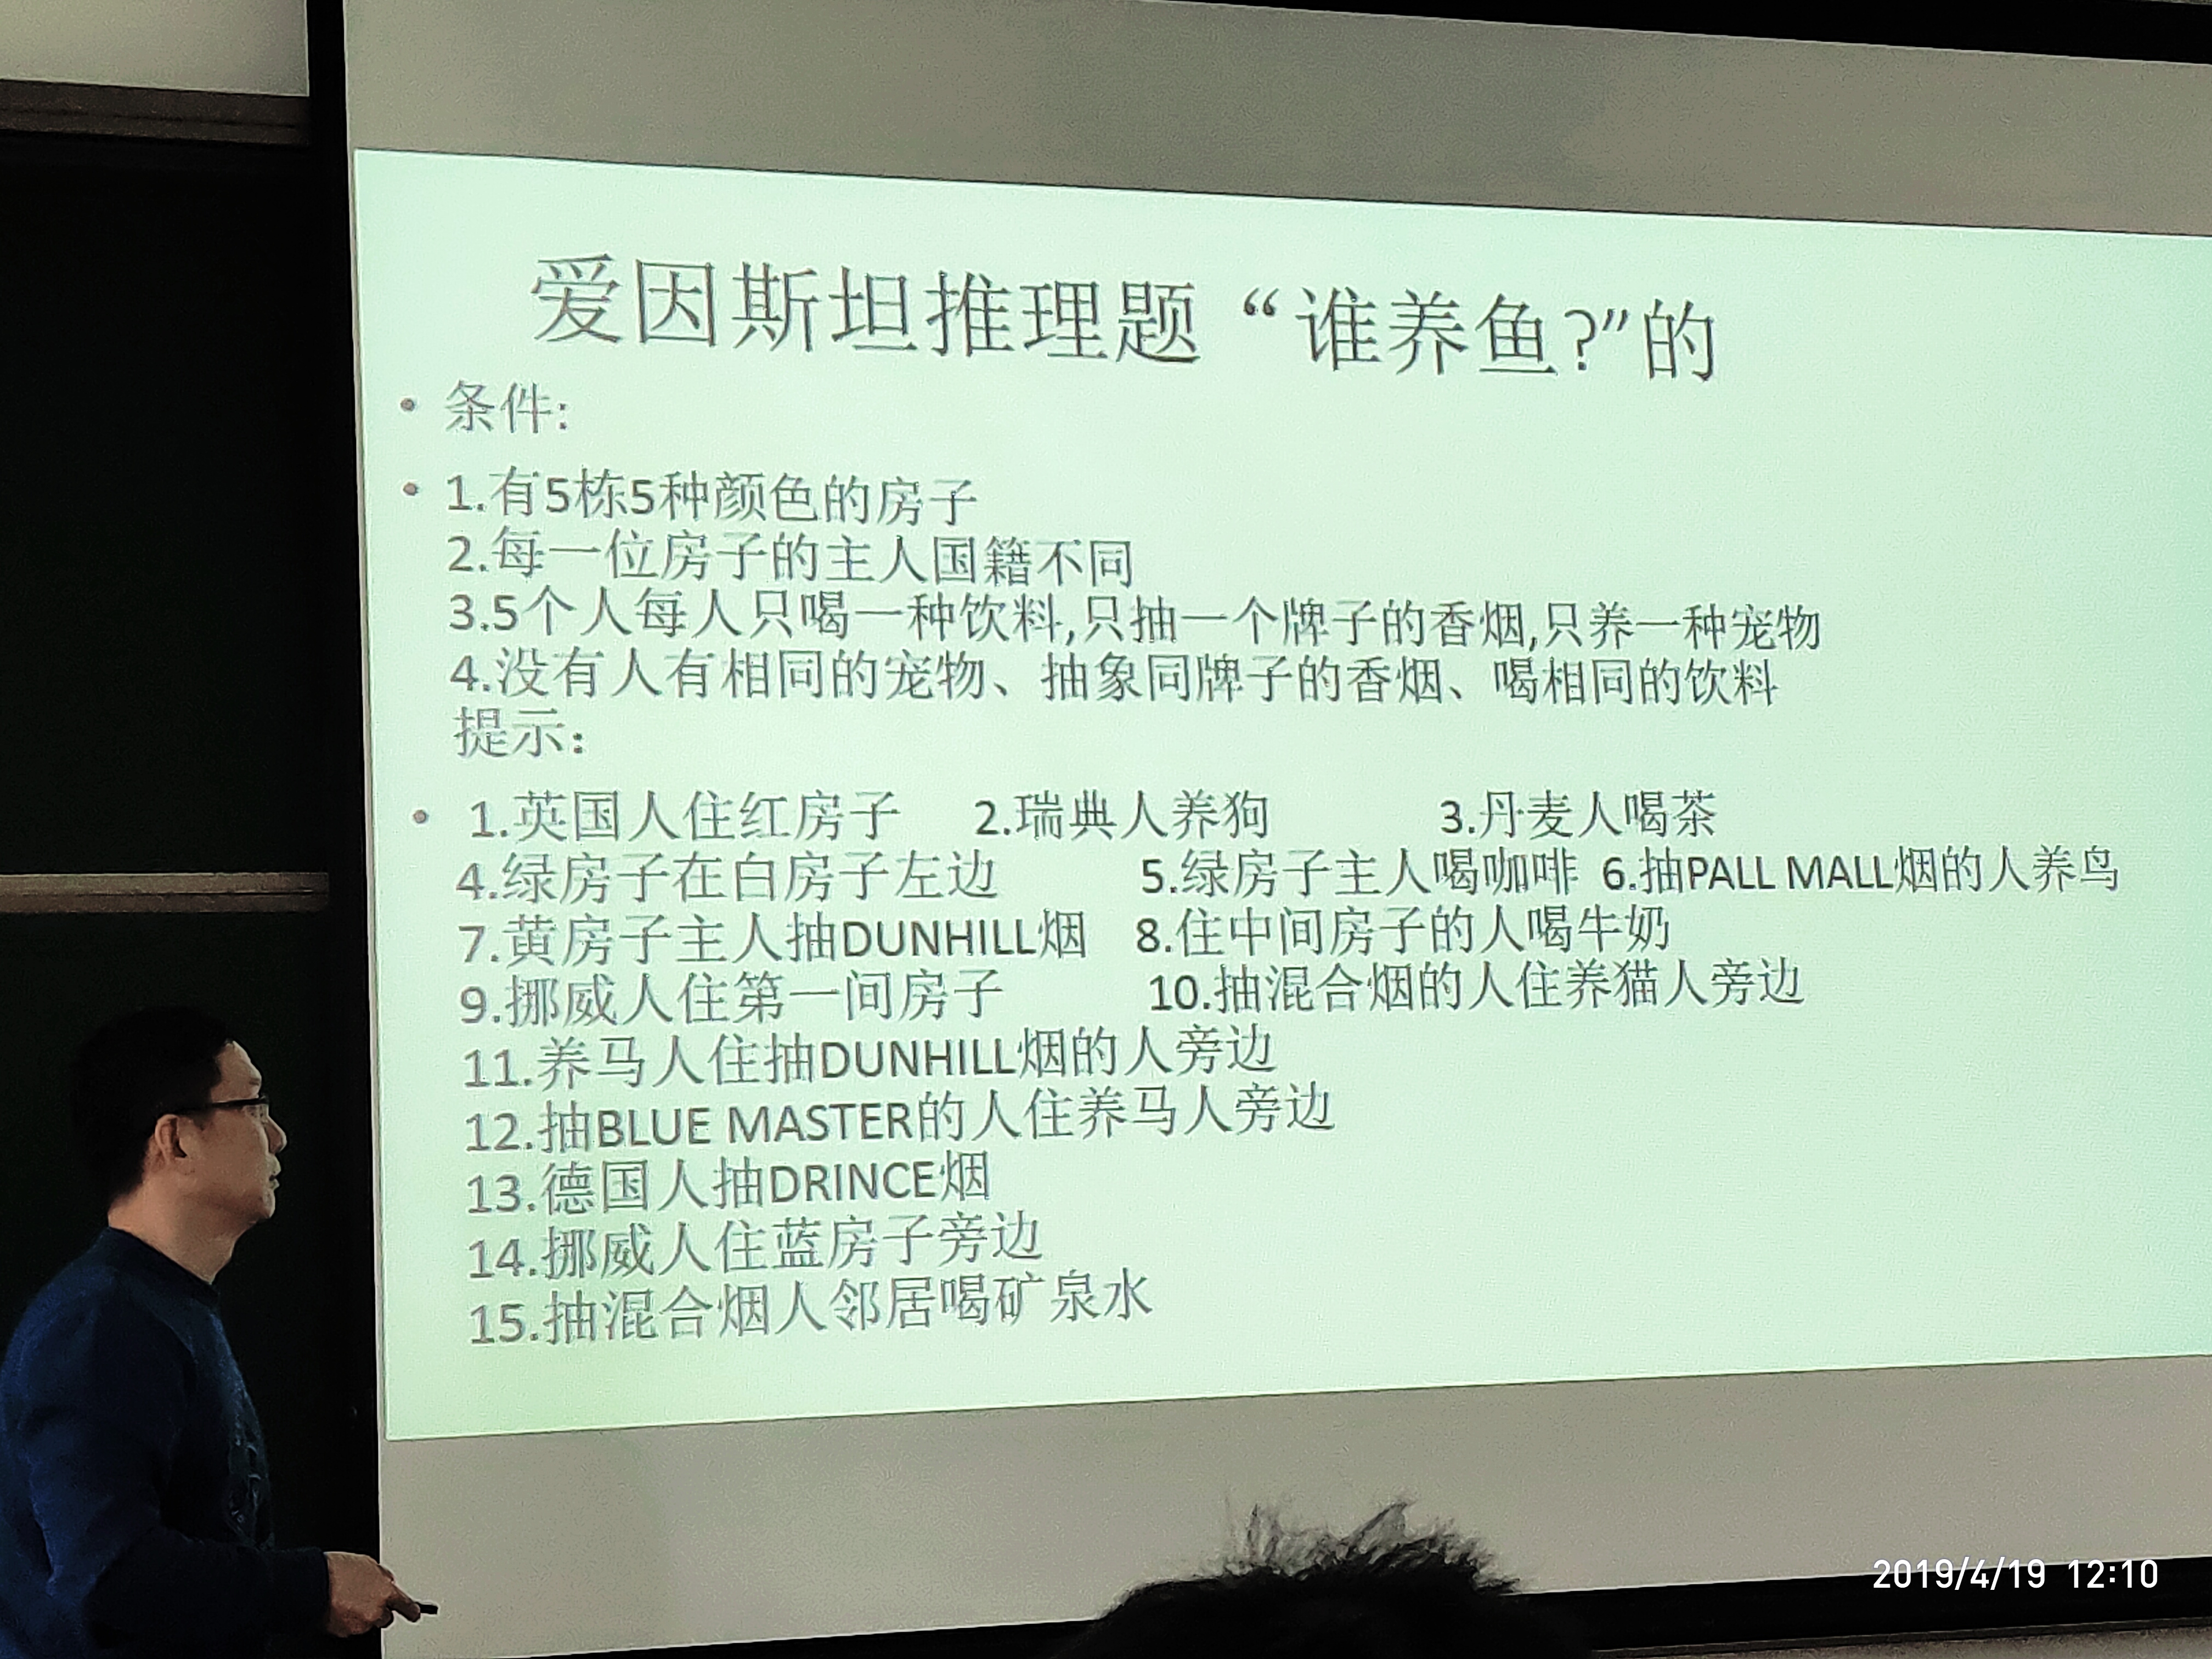 爱因斯坦推理题 “谁养鱼?”的
• 条件:
• 1.有5栋5种颜色的房子
2.每一位房子的主人国籍不同
3.5个人每人只喝一种饮料,只抽一个牌子的香烟,只养一种宠物
4.没有人有相同的宠物、抽象同牌子的香烟、喝相同的饮料
提示:
• 1.英国人住红房子 2.瑞典人养狗 3.丹麦人喝茶
4.绿房子在白房子左边 5.绿房子主人喝咖啡 6.抽PALL MALL烟的人养鸟
7.黄房子主人抽DUNHILL烟 8.住中间房子的人喝牛奶
9.挪威人住第一间房子 10.抽混合烟的人住养猫人旁边
11.养马人住抽DUNHILL烟的人旁边
12.抽BLUE MASTER的人住养马人旁边
13.德国人抽DRINCE烟
14.挪威人住蓝房子旁边
15.抽混合烟人邻居喝矿泉水
2019/4/19 12:10